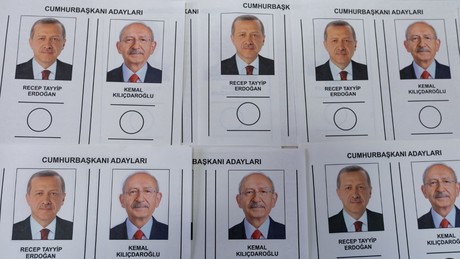 CUMHURBAŞKANI ADAYLARI
RECEP TAYYİP
ERDOĞAN
KEMAL
KILIÇDAROĞLU
CUMHURBAŞK
RECEP TAYYİP
ERDOĞAN
CUMHURBAŞKANI ADAYLARI
RECEP TAYYİP
ERDOĞAN
KEMAL
KILIÇDAROĞLU
CUMHURBAŞKANI ADAYLARI
RECEP TAYYİP
ERDOĞAN
KEMAL
KILIÇDAROĞLU
BAŞKANI ADAYLARI
KEMAL
KILIÇDAROĞLU
CUMHURBAŞKANI ADAYLARI
RECEP TAYYİP
ERDOĞAN
KEMAL
KILIÇDAROĞLU